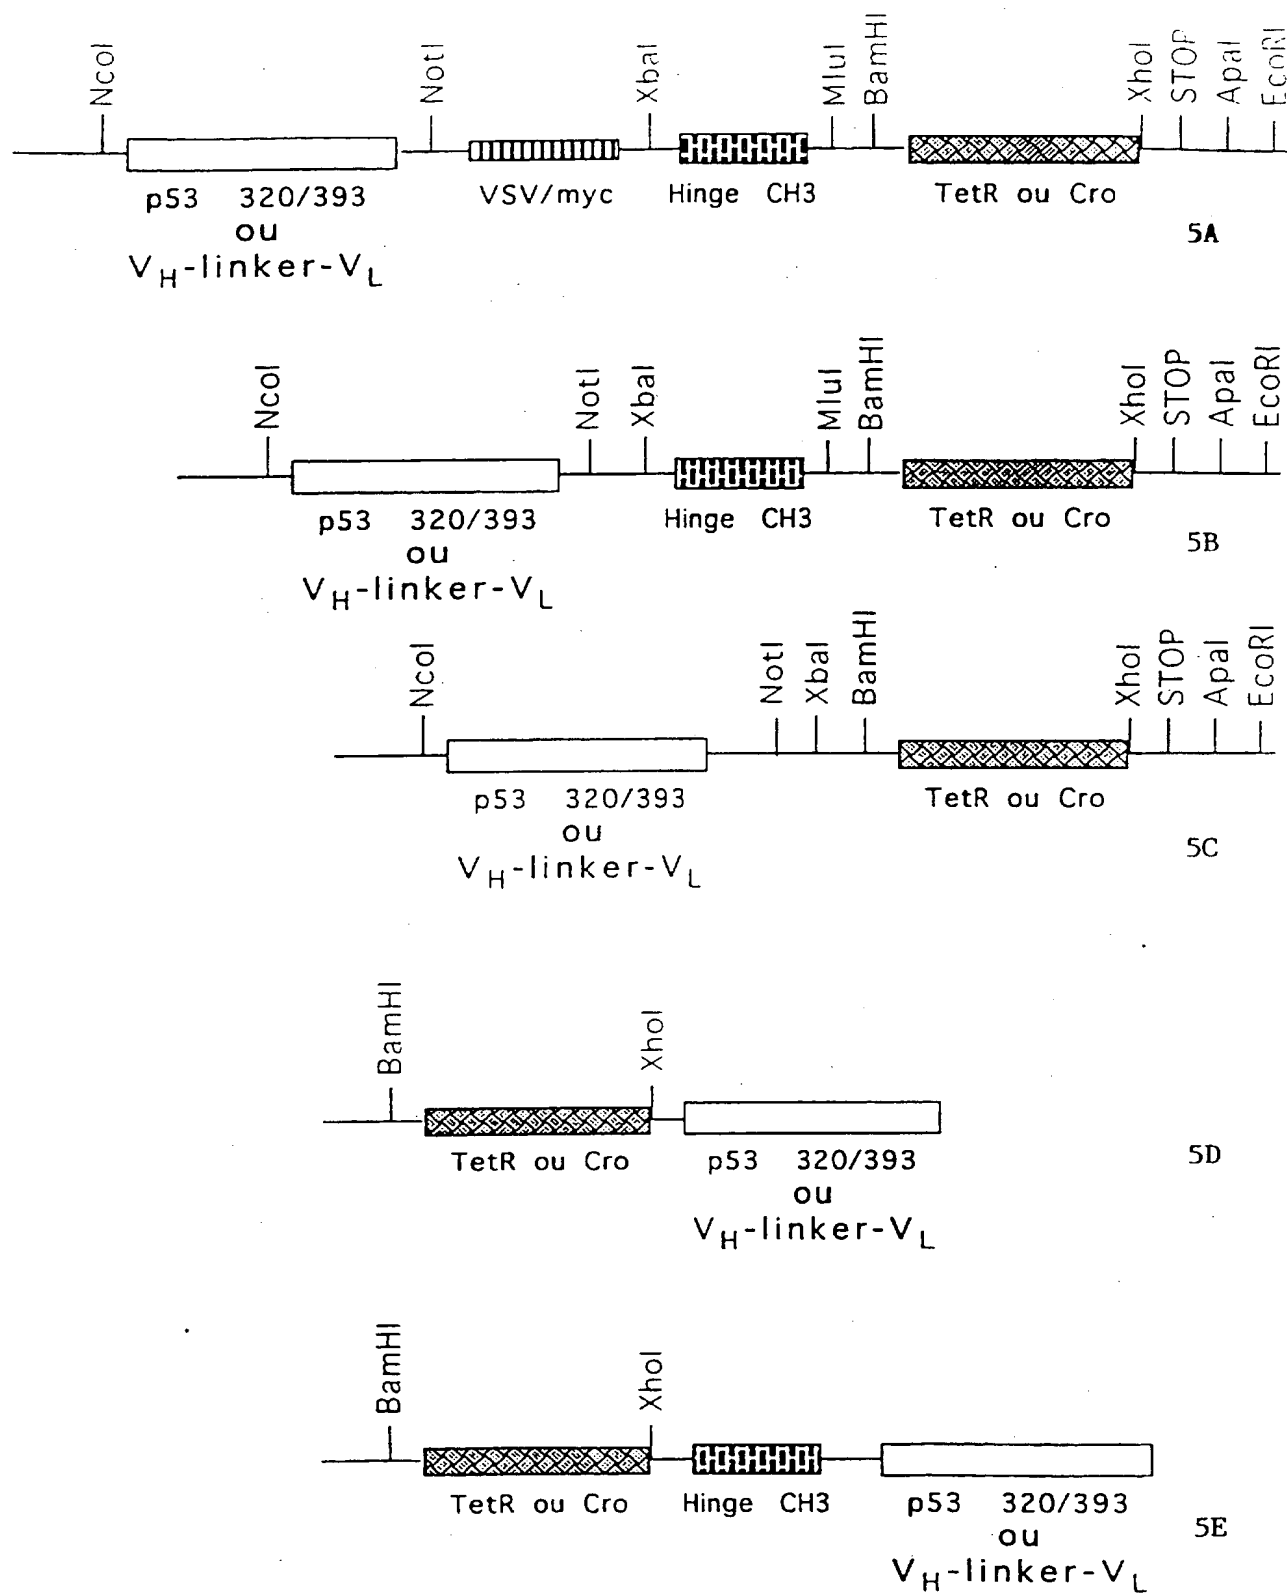 NcoI NotI XbaI MluI BamHI XhoI STOP ApaI EcoRI
p53 320/393 VSV/myc Hinge CH3 TetR ou Cro
ou
VH-linker-VL
5A
NcoI NotI XbaI MluI BamHI XhoI STOP ApaI EcoRI
p53 320/393 Hinge CH3 TetR ou Cro
ou
VH-linker-VL
5B
NcoI NotI XbaI BamHI XhoI STOP ApaI EcoRI
p53 320/393 TetR ou Cro
ou
VH-linker-VL
5C
BamHI XhoI
TetR ou Cro p53 320/393
ou
VH-linker-VL
5D
BamHI XhoI
TetR ou Cro Hinge CH3 p53 320/393
ou
VH-linker-VL
5E